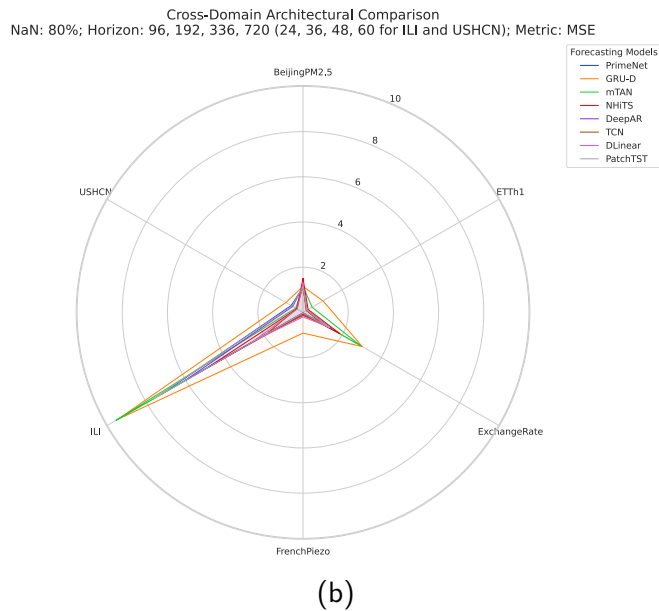 Cross-Domain Architectural Comparison
NaN: 80%; Horizon: 96, 192, 336, 720 (24, 36, 48, 60 for ILI and USHCN); Metric: MSE
Forecasting Models
PrimeNet
GRU-D
mTAN
NHiTS
DeepAR
TCN
DLinear
PatchTST
BeijingPM2.5
10
8
6
4
2
USHCN
ETTh1
ILI
ExchangeRate
FrenchPiezo
(b)